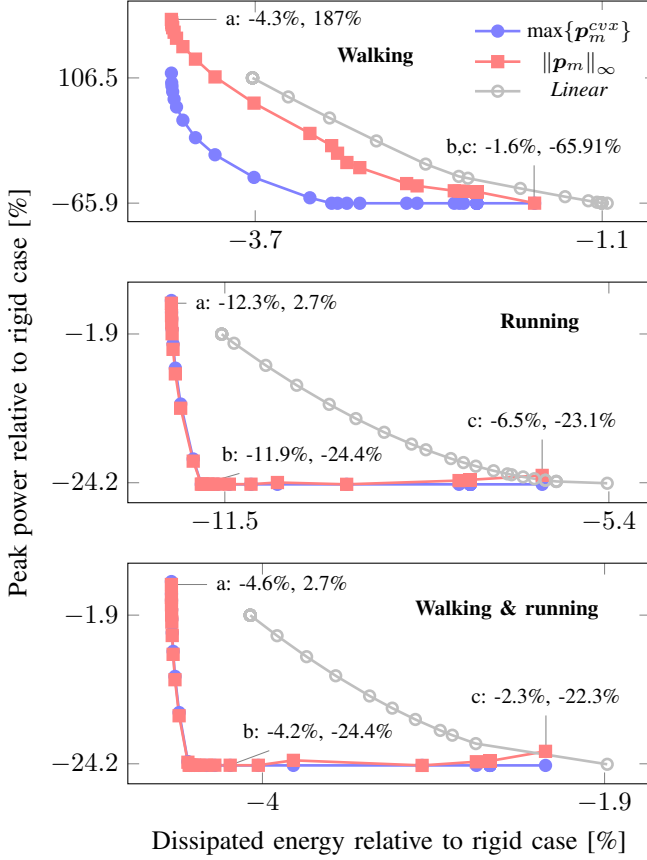 a: -4.3%, 187%
Walking
max{p_m^{cvx}}
‖p_m‖_∞
Linear
b,c: -1.6%, -65.91%
106.5
−65.9
−3.7
−1.1
a: -12.3%, 2.7%
Running
c: -6.5%, -23.1%
b: -11.9%, -24.4%
−1.9
−24.2
−11.5
−5.4
a: -4.6%, 2.7%
Walking & running
c: -2.3%, -22.3%
b: -4.2%, -24.4%
−1.9
−24.2
−4
−1.9
Peak power relative to rigid case [%]
Dissipated energy relative to rigid case [%]